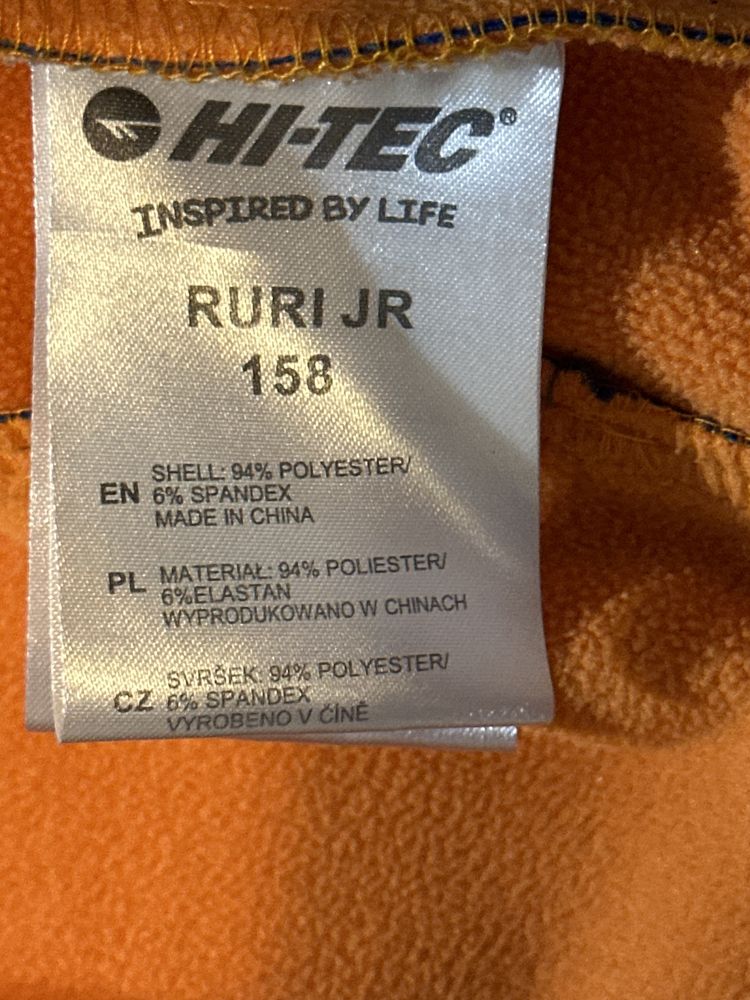 HI-TEC®
INSPIRED BY LIFE
RURI JR
158
EN SHELL: 94% POLYESTER/
6% SPANDEX
MADE IN CHINA
PL MATERIAŁ: 94% POLIESTER/
6%ELASTAN
WYPRODUKOWANO W CHINACH
SVRŠEK: 94% POLYESTER/
CZ 6% SPANDEX
VYROBENO V ČÍNĚ